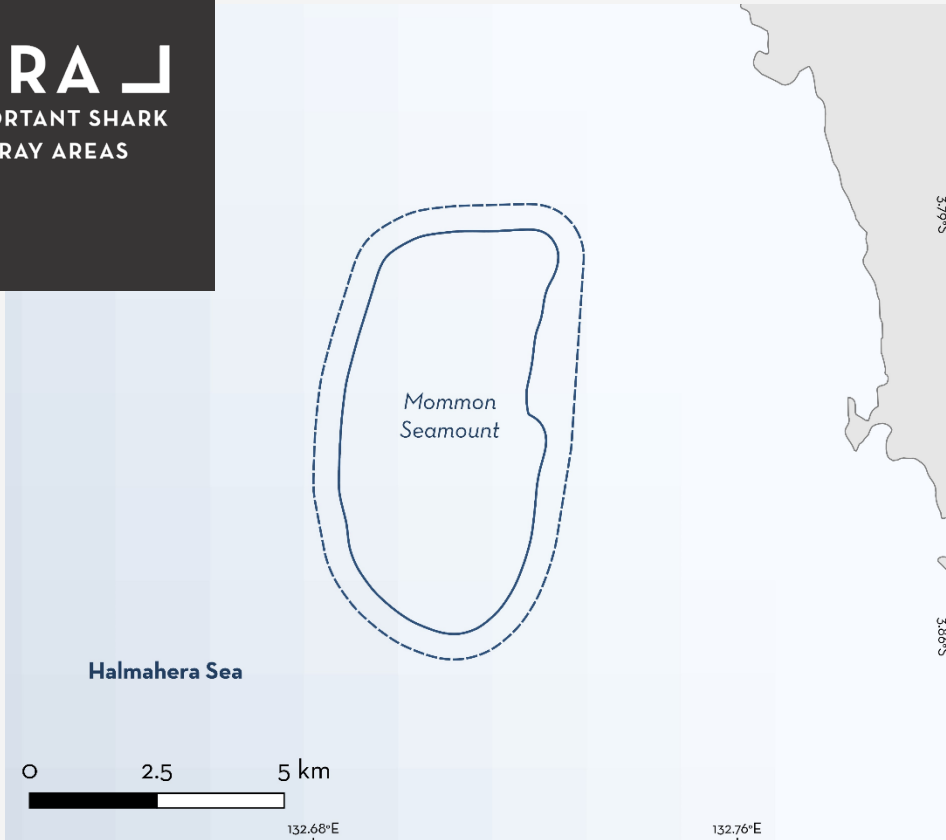 RA
ORTANT SHARK
RAY AREAS
3.79°S
Mommon
Seamount
3.86°S
Halmahera Sea
0 2.5 5 km
132.68°E 132.76°E